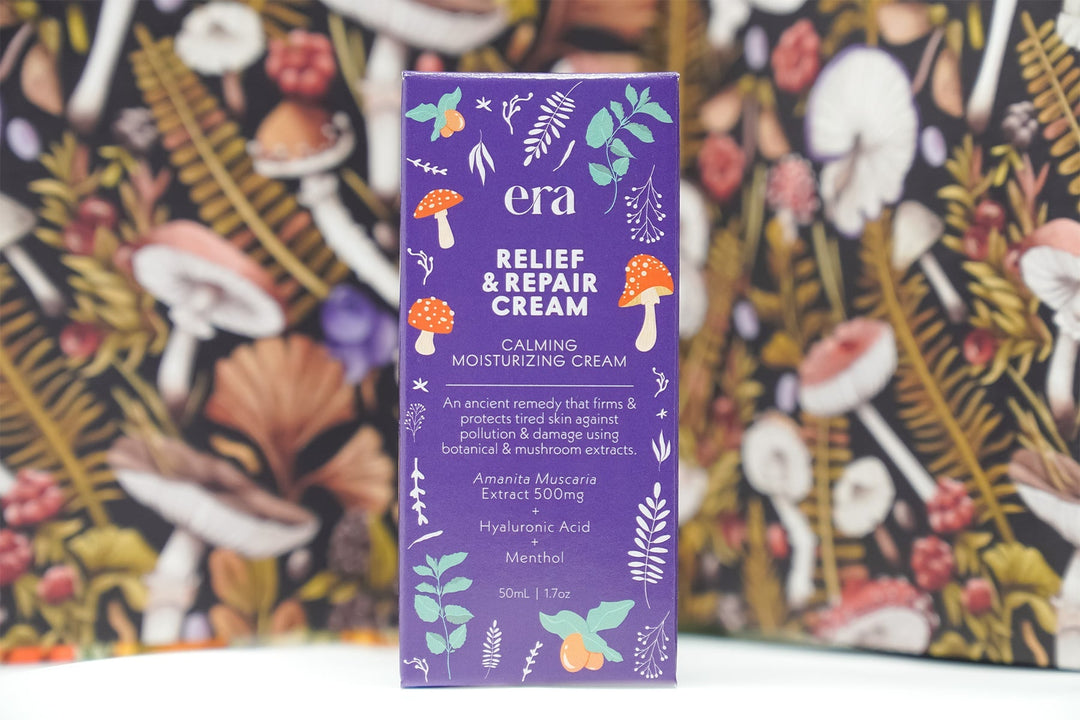 era
RELIEF
& REPAIR
CREAM
CALMING
MOISTURIZING CREAM
An ancient remedy that firms &
protects tired skin against
pollution & damage using
botanical & mushroom extracts.
Amanita Muscaria
Extract 500mg
+
Hyaluronic Acid
+
Menthol
50mL | 1.7oz